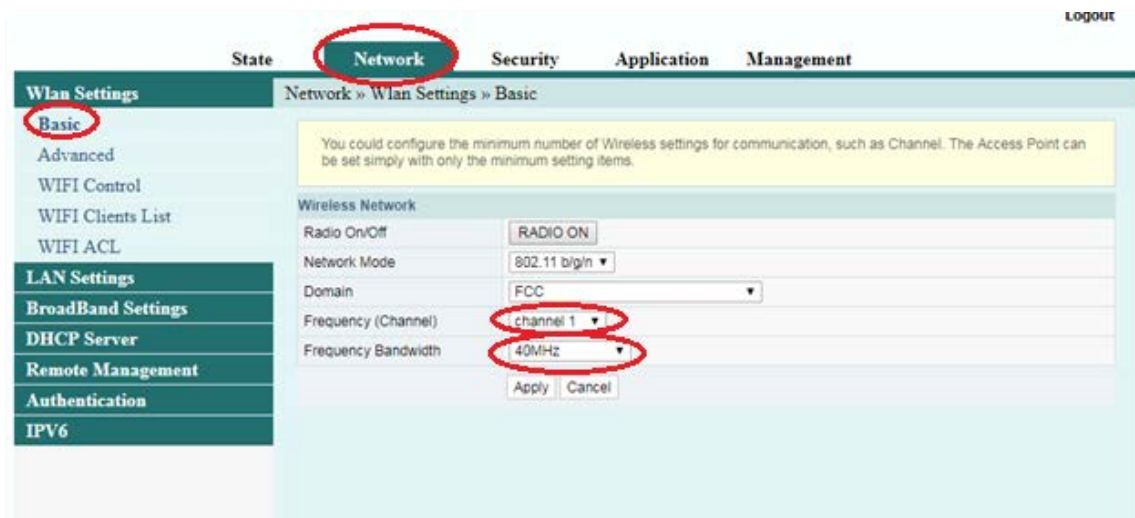 Logout
State Network Security Application Management
Wlan Settings
Network » Wlan Settings » Basic
Basic
Advanced
WIFI Control
WIFI Clients List
WIFI ACL
LAN Settings
BroadBand Settings
DHCP Server
Remote Management
Authentication
IPV6
You could configure the minimum number of Wireless settings for communication, such as Channel. The Access Point can
be set simply with only the minimum setting items.
Wireless Network
Radio On/Off RADIO ON
Network Mode 802.11 b/g/n
Domain FCC
Frequency (Channel) channel 1
Frequency Bandwidth 40MHz
Apply Cancel